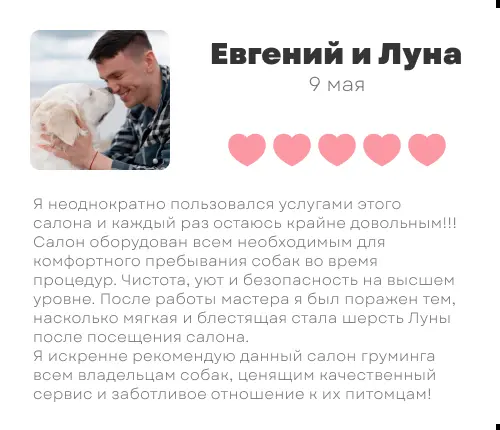 Евгений и Луна
9 мая
Я неоднократно пользовался услугами этого
салона и каждый раз остаюсь крайне довольным!!!
Салон оборудован всем необходимым для
комфортного пребывания собак во время
процедур. Чистота, уют и безопасность на высшем
уровне. После работы мастера я был поражен тем,
насколько мягкая и блестящая стала шерсть Луны
после посещения салона.
Я искренне рекомендую данный салон груминга
всем владельцам собак, ценящим качественный
сервис и заботливое отношение к их питомцам!